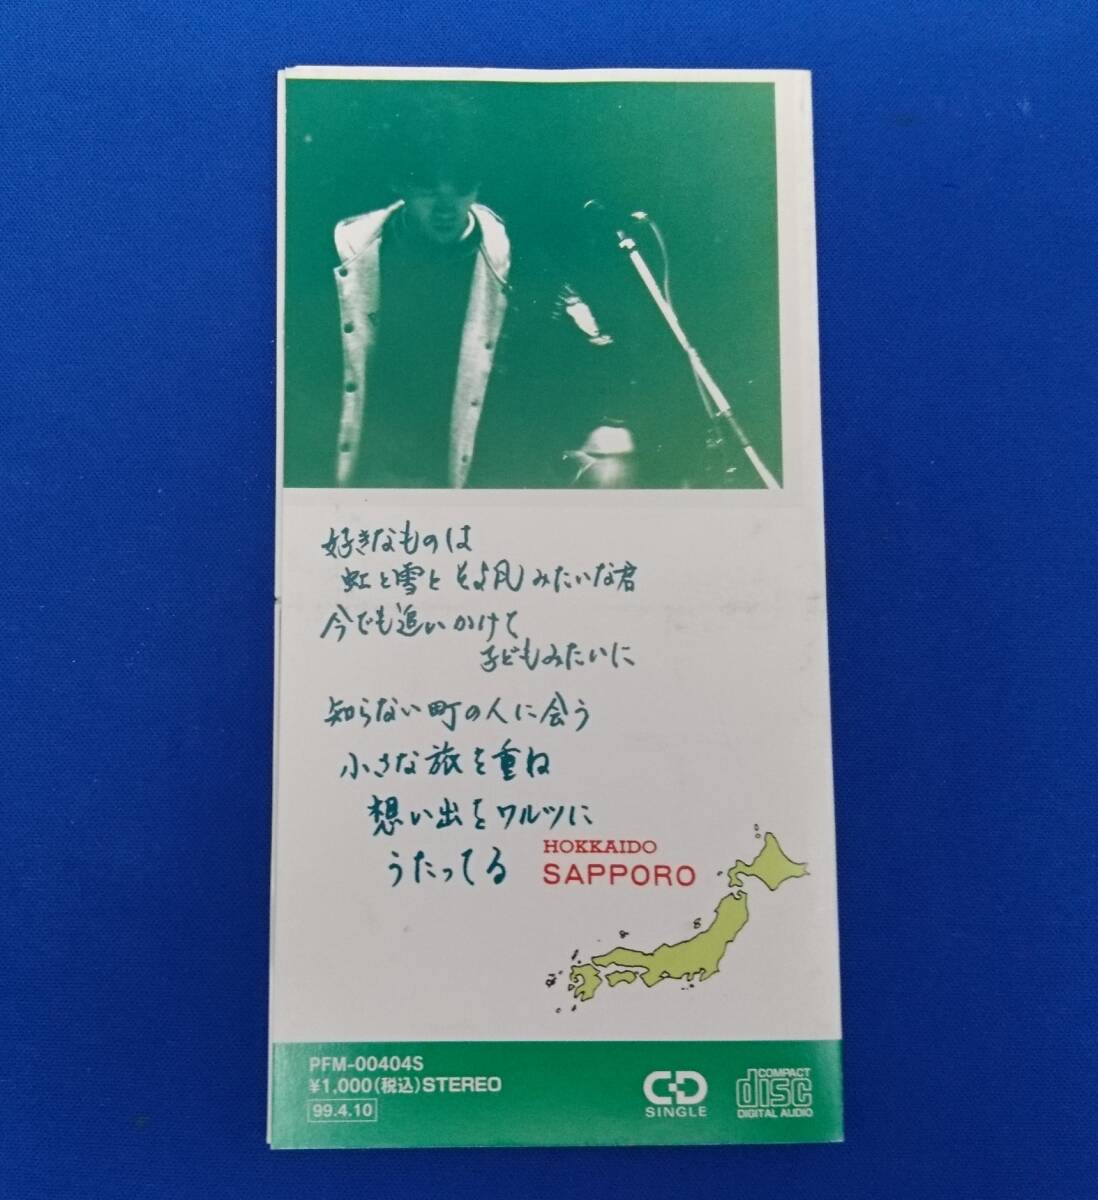 好きなものは
虹と雪と そよ風みたいな君
今でも追いかけて
子どもみたいに
知らない町の人に会う
小さな旅を重ね
想い出をワルツに
うたってる
HOKKAIDO
SAPPORO
PFM-00404S
¥1,000(税込)STEREO
99.4.10
CD
SINGLE
COMPACT
disc
DIGITAL AUDIO